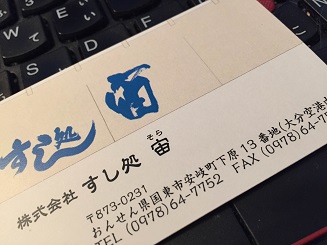 すし処
宙
そら
株式会社 すし処 宙
〒873-0231
おんせん県国東市安岐町下原13番地(大分空港
TEL (0978)64-7752 FAX (0978)64-7